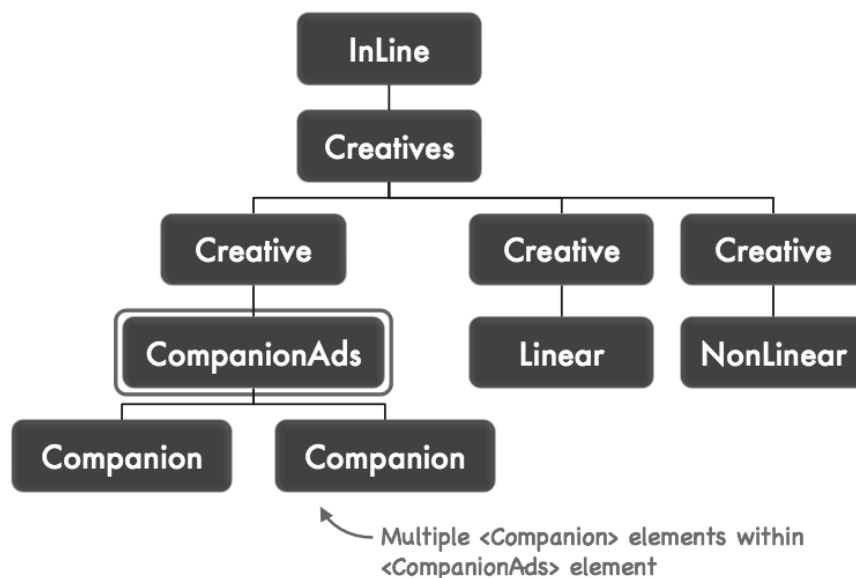 InLine
Creatives
Creative
Creative
Creative
CompanionAds
Linear
NonLinear
Companion
Companion
Multiple <Companion> elements within
<CompanionAds> element